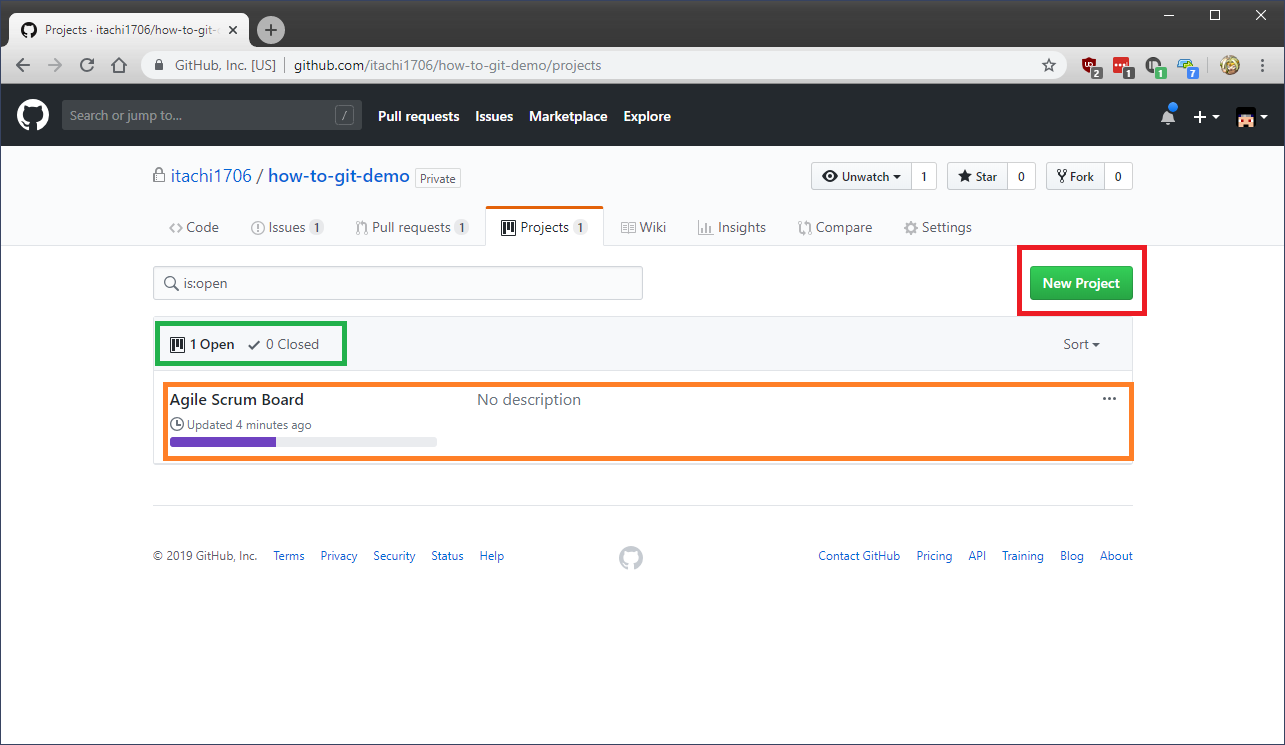 Projects · itachi1706/how-to-git-
GitHub, Inc. [US] github.com/itachi1706/how-to-git-demo/projects
2 1 1 7
Search or jump to... / Pull requests Issues Marketplace Explore
itachi1706 / how-to-git-demo Private Unwatch 1 Star 0 Fork 0
Code Issues 1 Pull requests 1 Projects 1 Wiki Insights Compare Settings
is:open New Project
1 Open 0 Closed Sort
Agile Scrum Board No description
Updated 4 minutes ago
© 2019 GitHub, Inc. Terms Privacy Security Status Help Contact GitHub Pricing API Training Blog About